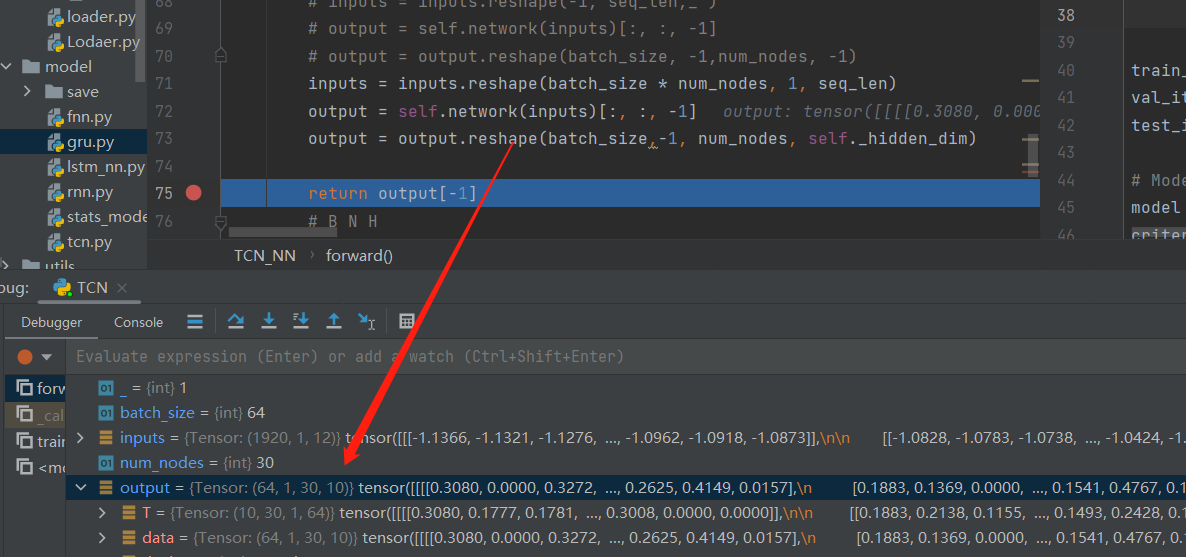 loader.py
Lodaer.py
model
save
fnn.py
gru.py
lstm_nn.py
rnn.py
stats_mode
tcn.py
utils
68 # inputs = inputs.reshape(-1, seq_len,_ )
69 # output = self.network(inputs)[:, :, -1]
70 # output = output.reshape(batch_size, -1,num_nodes, -1)
71 inputs = inputs.reshape(batch_size * num_nodes, 1, seq_len)
72 output = self.network(inputs)[:, :, -1] output: tensor([[[[0.3080, 0.000
73 output = output.reshape(batch_size,-1, num_nodes, self._hidden_dim)
74
75 return output[-1]
76 # B N H
TCN_NN › forward()
38
39
40 train_
41 val_it
42 test_i
43
44 # Mode
45 model
46 criter
bug: TCN
Debugger Console
Evaluate expression (Enter) or add a watch (Ctrl+Shift+Enter)
forw
_cal
train
<mo
_ = {int} 1
batch_size = {int} 64
inputs = {Tensor: (1920, 1, 12)} tensor([[[-1.1366, -1.1321, -1.1276, ..., -1.0962, -1.0918, -1.0873]],\n\n [[-1.0828, -1.0783, -1.0738, ..., -1.0424, -1.
num_nodes = {int} 30
output = {Tensor: (64, 1, 30, 10)} tensor([[[[0.3080, 0.0000, 0.3272, ..., 0.2625, 0.4149, 0.0157],\n [0.1883, 0.1369, 0.0000, ..., 0.1541, 0.4767, 0.1
T = {Tensor: (10, 30, 1, 64)} tensor([[[[0.3080, 0.1777, 0.1781, ..., 0.3008, 0.0000, 0.0000]],\n\n [[0.1883, 0.2138, 0.1155, ..., 0.1493, 0.2428, 0.1
data = {Tensor: (64, 1, 30, 10)} tensor([[[[0.3080, 0.0000, 0.3272, ..., 0.2625, 0.4149, 0.0157],\n [0.1883, 0.1369, 0.0000, ..., 0.1541, 0.4767, 0.1